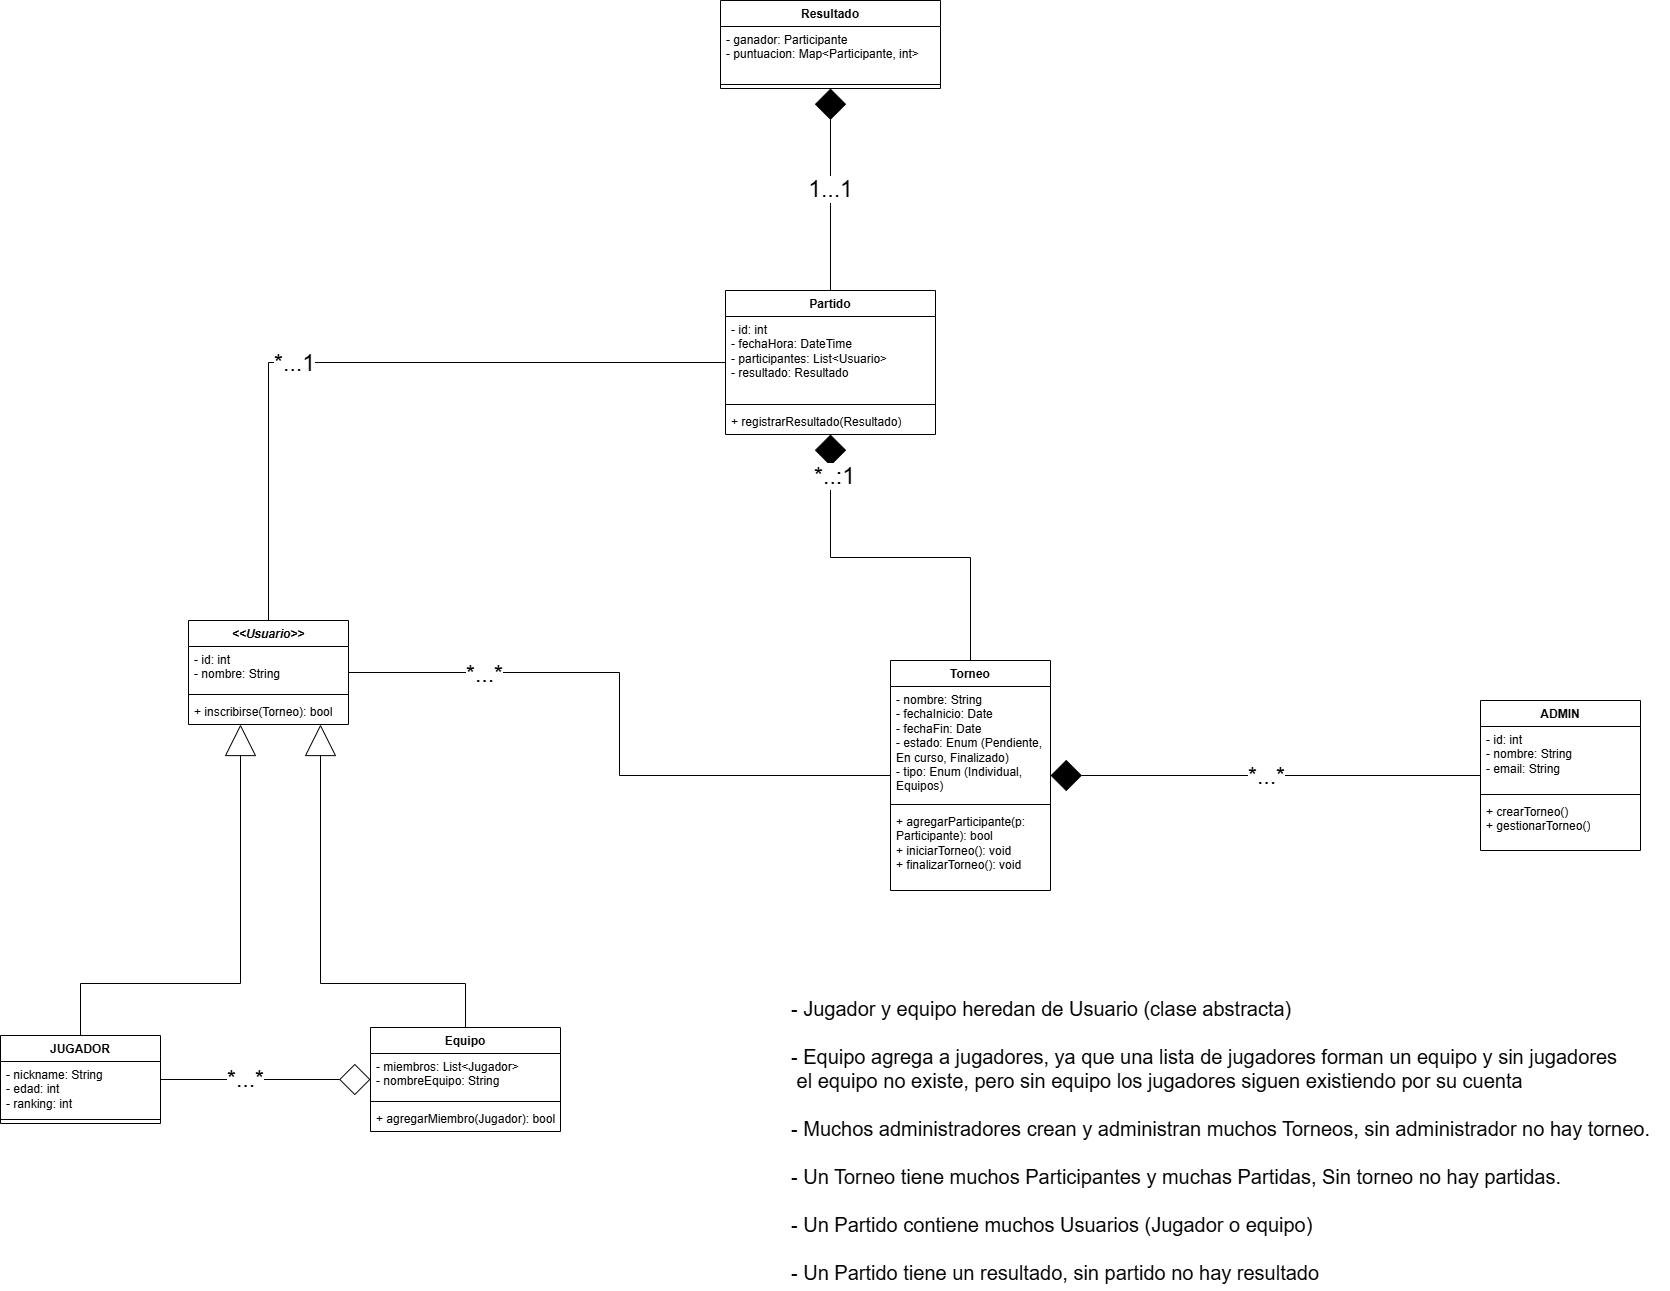 Resultado
- ganador: Participante
- puntuacion: Map<Participante, int>
1...1
Partido
- id: int
- fechaHora: DateTime
- participantes: List<Usuario>
- resultado: Resultado
+ registrarResultado(Resultado)
*...1
*..:1
<<Usuario>>
- id: int
- nombre: String
+ inscribirse(Torneo): bool
*...*
Torneo
- nombre: String
- fechaInicio: Date
- fechaFin: Date
- estado: Enum (Pendiente,
En curso, Finalizado)
- tipo: Enum (Individual,
Equipos)
+ agregarParticipante(p:
Participante): bool
+ iniciarTorneo(): void
+ finalizarTorneo(): void
*...*
ADMIN
- id: int
- nombre: String
- email: String
+ crearTorneo()
+ gestionarTorneo()
JUGADOR
- nickname: String
- edad: int
- ranking: int
*...*
Equipo
- miembros: List<Jugador>
- nombreEquipo: String
+ agregarMiembro(Jugador): bool
- Jugador y equipo heredan de Usuario (clase abstracta)
- Equipo agrega a jugadores, ya que una lista de jugadores forman un equipo y sin jugadores
el equipo no existe, pero sin equipo los jugadores siguen existiendo por su cuenta
- Muchos administradores crean y administran muchos Torneos, sin administrador no hay torneo.
- Un Torneo tiene muchos Participantes y muchas Partidas, Sin torneo no hay partidas.
- Un Partido contiene muchos Usuarios (Jugador o equipo)
- Un Partido tiene un resultado, sin partido no hay resultado